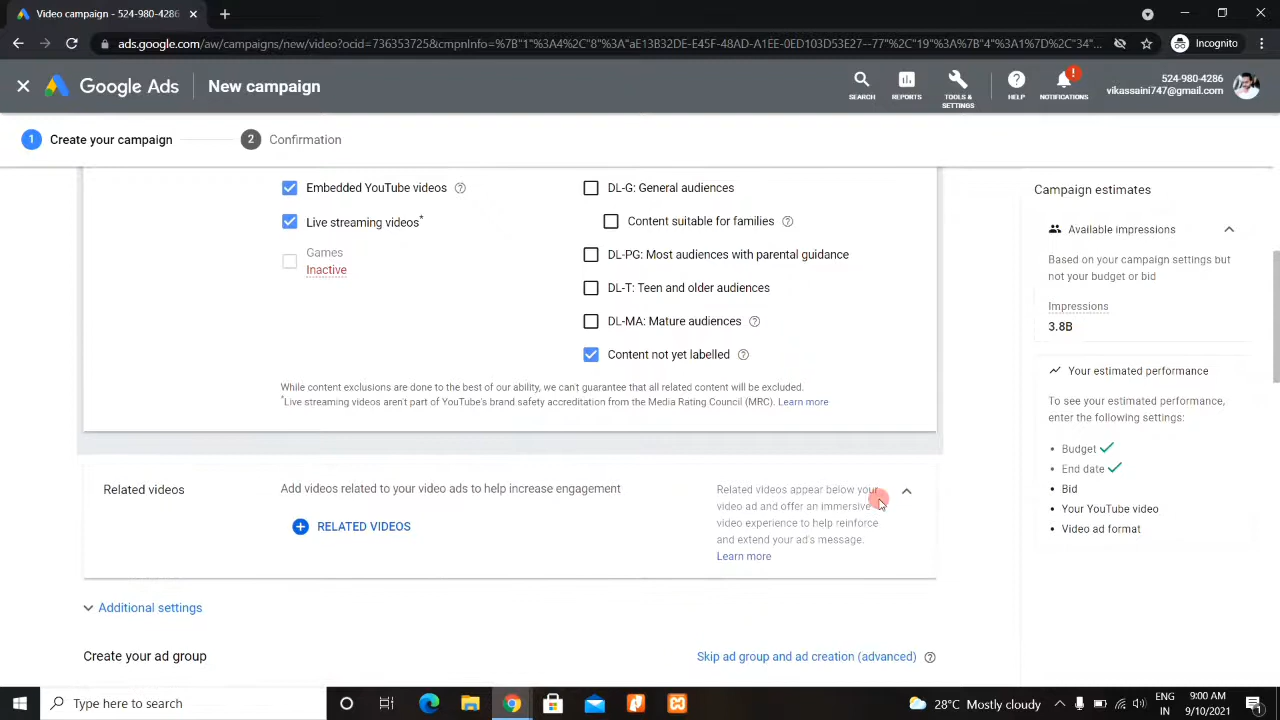 Video campaign - 524-980-4286
ads.google.com/aw/campaigns/new/video?ocid=736353725&cmpnInfo=%7B"1"%3A4%2C"8"%3A"aE13B32DE-E45F-48AD-A1EE-0ED103D53E27--77"%2C"19"%3A%7B"4"%3A1%7D%2C"34"...
Incognito
Google Ads
New campaign
SEARCH
REPORTS
TOOLS & SETTINGS
HELP
NOTIFICATIONS
524-980-4286
vikassaini747@gmail.com
1 Create your campaign
2 Confirmation
Embedded YouTube videos
Live streaming videos*
Games
Inactive
DL-G: General audiences
Content suitable for families
DL-PG: Most audiences with parental guidance
DL-T: Teen and older audiences
DL-MA: Mature audiences
Content not yet labelled
While content exclusions are done to the best of our ability, we can't guarantee that all related content will be excluded.
*Live streaming videos aren't part of YouTube's brand safety accreditation from the Media Rating Council (MRC). Learn more
Related videos
Add videos related to your video ads to help increase engagement
RELATED VIDEOS
Related videos appear below your
video ad and offer an immersive
video experience to help reinforce
and extend your ad's message.
Learn more
Additional settings
Create your ad group
Skip ad group and ad creation (advanced)
Campaign estimates
Available impressions
Based on your campaign settings but
not your budget or bid
Impressions
3.8B
Your estimated performance
To see your estimated performance,
enter the following settings:
• Budget
• End date
• Bid
• Your YouTube video
• Video ad format
Type here to search
28°C Mostly cloudy
ENG
IN
9:00 AM
9/10/2021